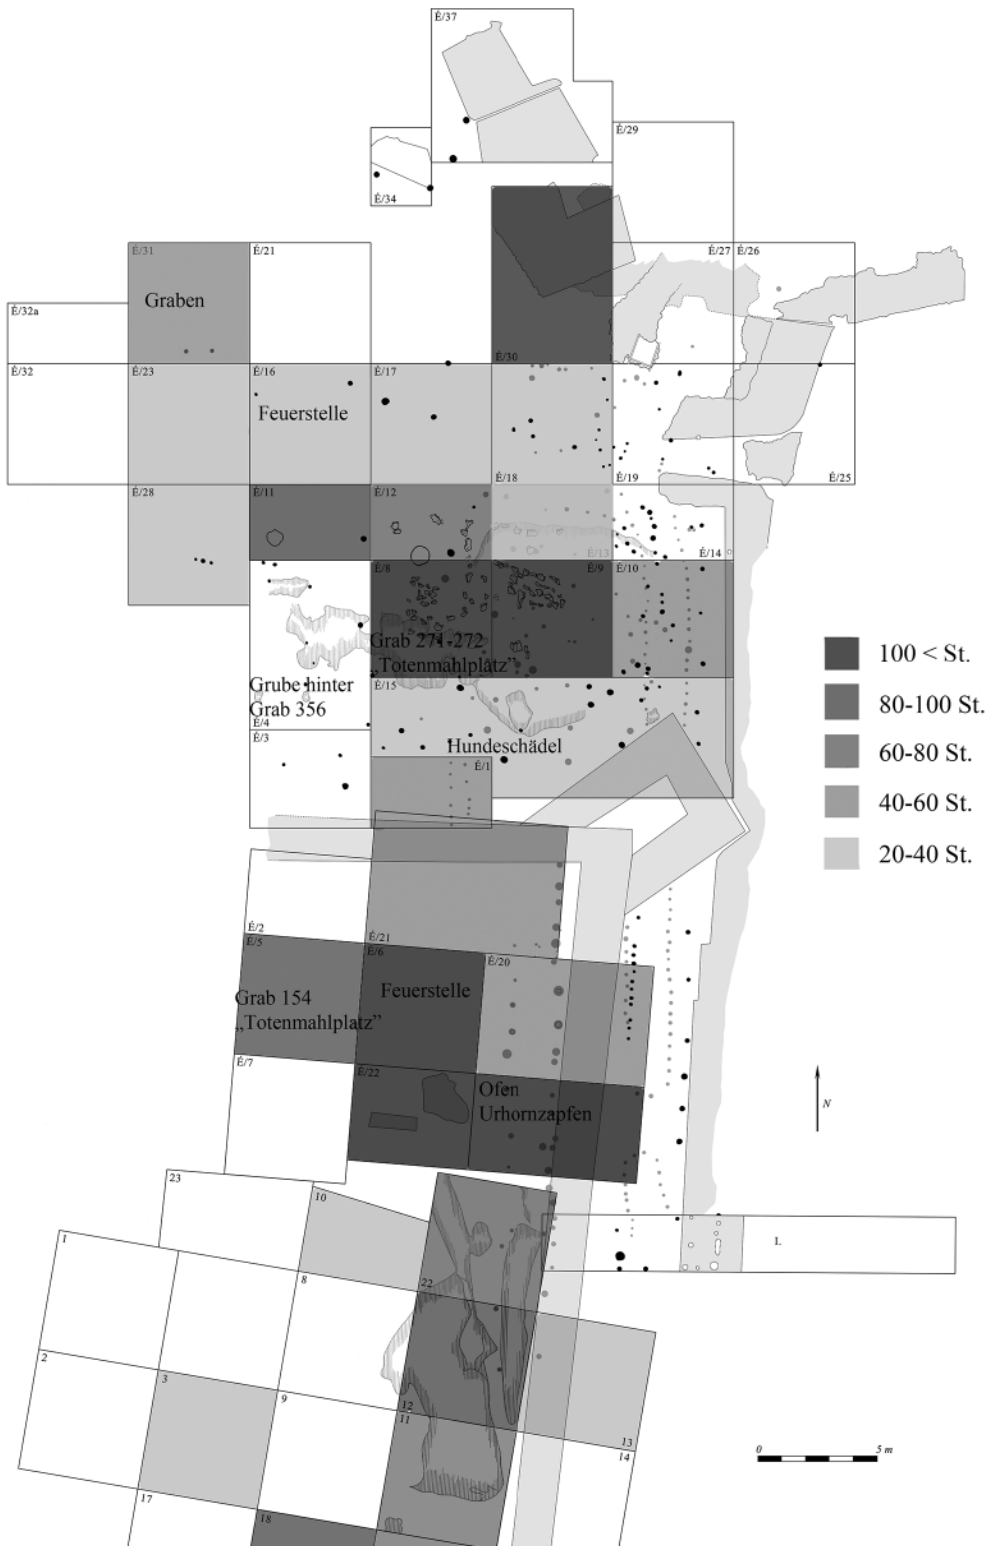 É/37
É/29
É/34
É/31
É/21
É/27
É/26
Graben
É/32a
É/30
É/32
É/23
É/16
É/17
Feuerstelle
É/18
É/19
É/25
É/28
É/11
É/12
É/13
É/14
É/8
É/9
É/10
Grab 271-272
„Totenmahlplatz”
É/15
Grube hinter
Grab 356
É/4
É/3
Hundeschädel
É/1
100 < St.
80-100 St.
60-80 St.
40-60 St.
20-40 St.
É/2
É/21
É/5
É/6
É/20
Feuerstelle
Grab 154
„Totenmahlplatz”
É/7
É/22
Ofen
Urhornzapfen
N
23
10
1
L
8
22
2
3
9
12
11
13
14
0 5 m
17
18